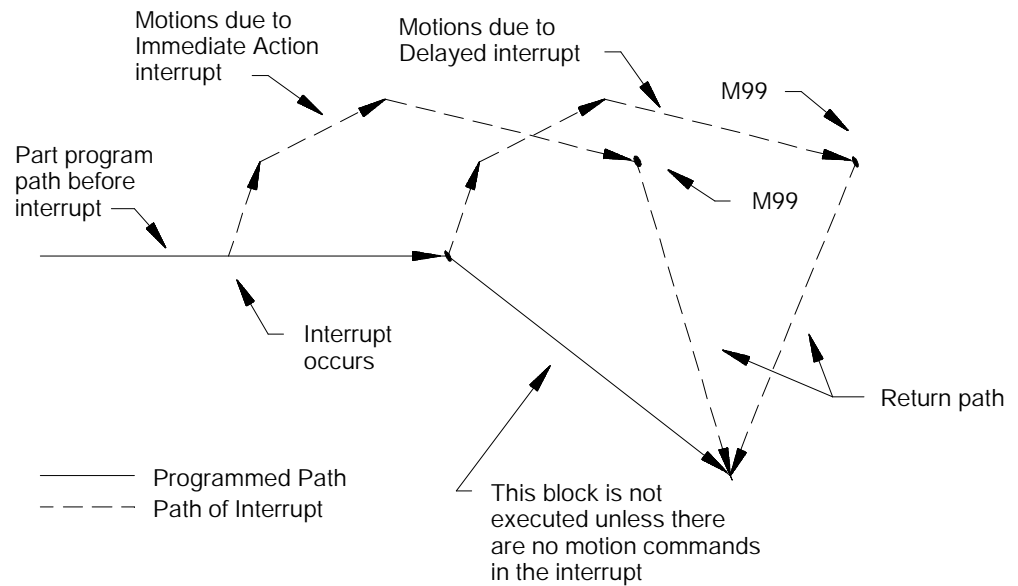 Motions due to
Immediate Action
interrupt
Motions due to
Delayed interrupt
M99
Part program
path before
interrupt
M99
Interrupt
occurs
Return path
Programmed Path
Path of Interrupt
This block is not
executed unless there
are no motion commands
in the interrupt